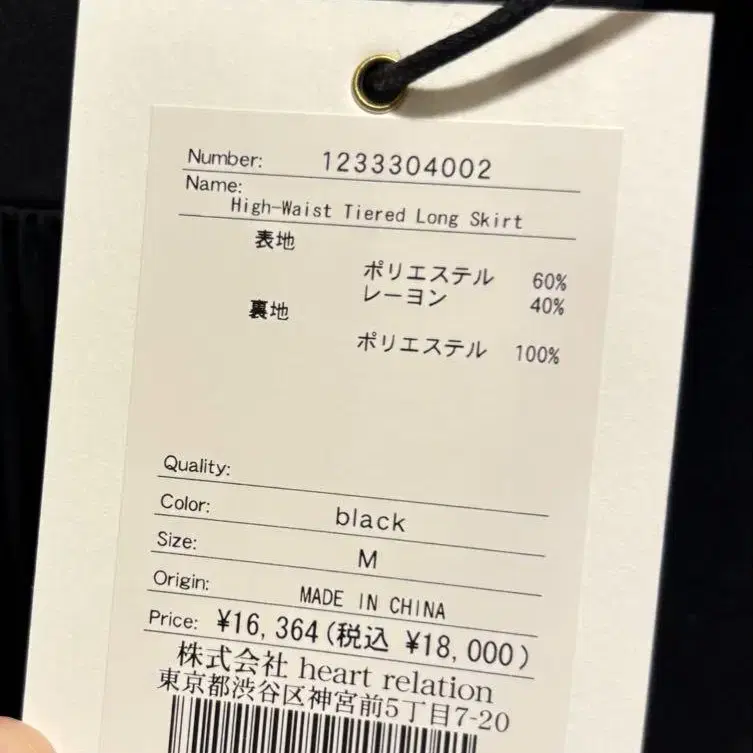 Number: 1233304002
Name:
High-Waist Tiered Long Skirt
表地
ポリエステル 60%
レーヨン 40%
裏地
ポリエステル 100%
Quality:
Color: black
Size: M
Origin: MADE IN CHINA
Price: ¥16,364(税込 ¥18,000)
株式会社 heart relation
東京都渋谷区神宮前5丁目7-20